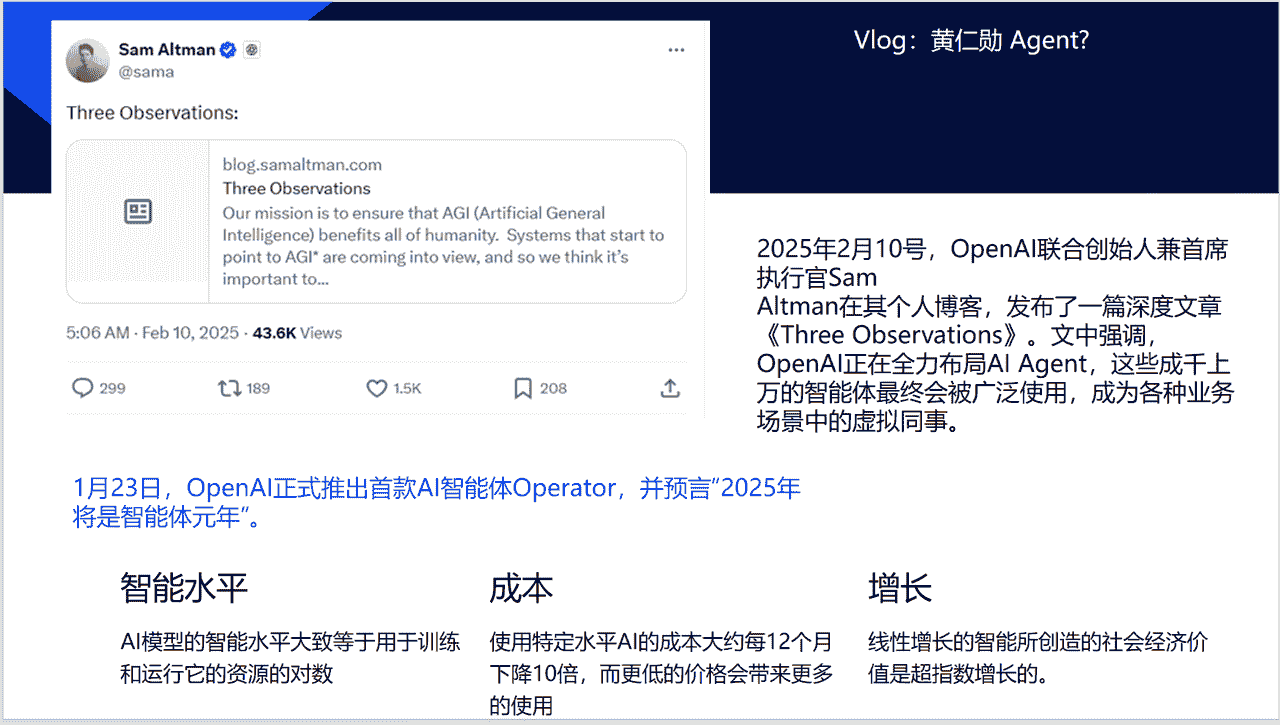 Sam Altman
@sama
Three Observations:
blog.samaltman.com
Three Observations
Our mission is to ensure that AGI (Artificial General
Intelligence) benefits all of humanity. Systems that start to
point to AGI* are coming into view, and so we think it's
important to...
5:06 AM · Feb 10, 2025 · 43.6K Views
299 189 1.5K 208
Vlog：黄仁勋 Agent?
2025年2月10号，OpenAI联合创始人兼首席
执行官Sam
Altman在其个人博客，发布了一篇深度文章
《Three Observations》。文中强调，
OpenAI正在全力布局AI Agent，这些成千上
万的智能体最终会被广泛使用，成为各种业务
场景中的虚拟同事。
1月23日，OpenAI正式推出首款AI智能体Operator，并预言"2025年
将是智能体元年"。
智能水平
AI模型的智能水平大致等于用于训练
和运行它的资源的对数
成本
使用特定水平AI的成本大约每12个月
下降10倍，而更低的价格会带来更多
的使用
增长
线性增长的智能所创造的社会经济价
值是超指数增长的。